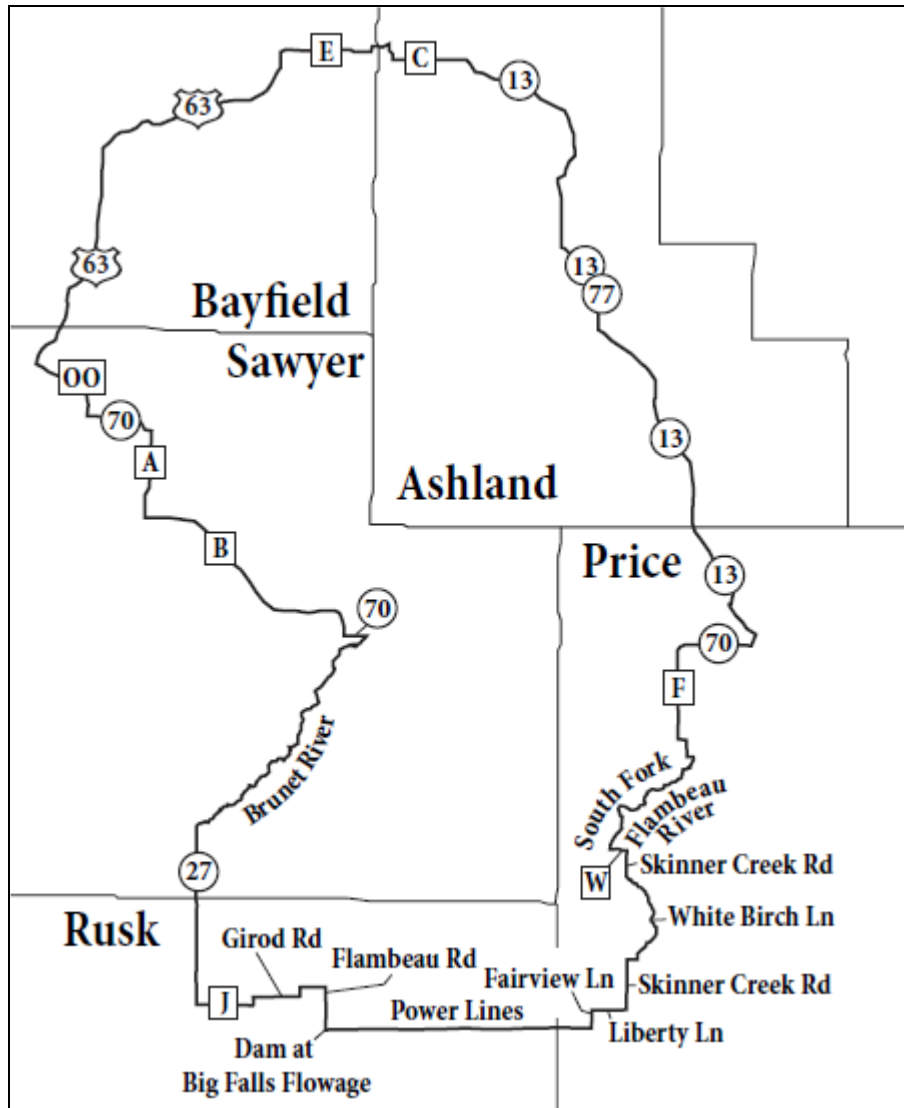 E
C
13
63
63
13
77
Bayfield
Sawyer
OO
70
A
13
Ashland
B
Price
13
70
70
F
Brunet River
South Fork
Flambeau
River
Skinner Creek Rd
27
W
White Birch Ln
Rusk
Girod Rd
Flambeau Rd
Fairview Ln
Skinner Creek Rd
J
Power Lines
Liberty Ln
Dam at
Big Falls Flowage